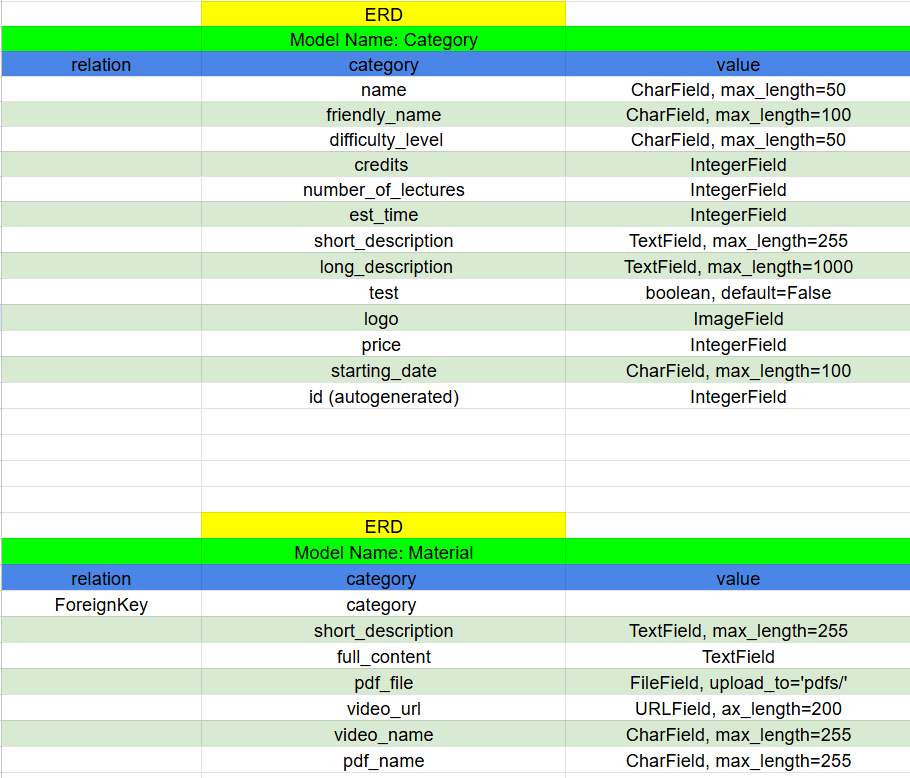 ERD
Model Name: Category
relation category value
name CharField, max_length=50
friendly_name CharField, max_length=100
difficulty_level CharField, max_length=50
credits IntegerField
number_of_lectures IntegerField
est_time IntegerField
short_description TextField, max_length=255
long_description TextField, max_length=1000
test boolean, default=False
logo ImageField
price IntegerField
starting_date CharField, max_length=100
id (autogenerated) IntegerField
ERD
Model Name: Material
relation category value
ForeignKey category
short_description TextField, max_length=255
full_content TextField
pdf_file FileField, upload_to='pdfs/'
video_url URLField, ax_length=200
video_name CharField, max_length=255
pdf_name CharField, max_length=255